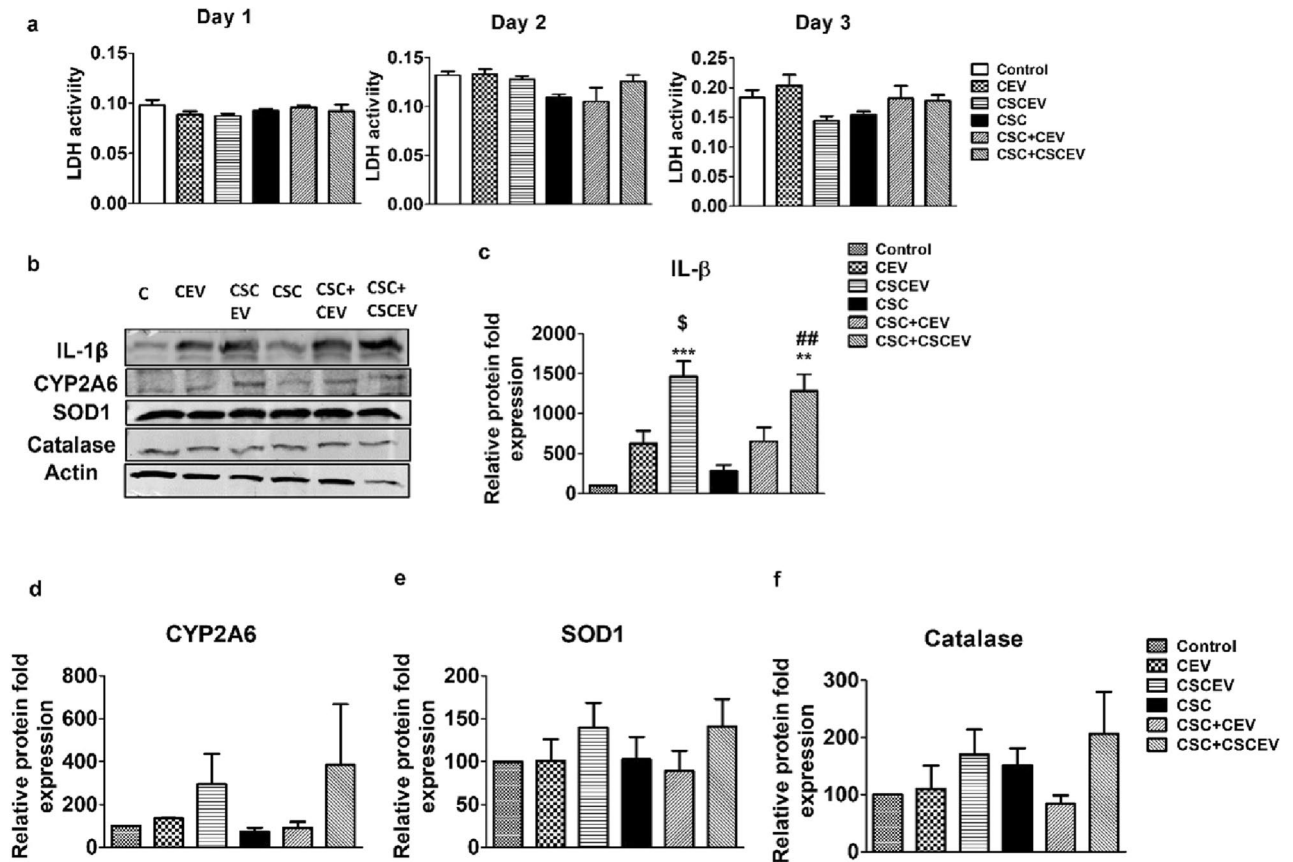 a
Day 1
Day 2
Day 3
LDH activiity
0.15
0.10
0.05
0.00
LDH activiity
0.15
0.10
0.05
0.00
LDH activiity
0.25
0.20
0.15
0.10
0.05
0.00
Control
CEV
CSCEV
CSC
CSC+CEV
CSC+CSCEV
b
C CEV CSC EV CSC CSC+ CEV CSC+ CSCEV
IL-1β
CYP2A6
SOD1
Catalase
Actin
c
IL-β
Control
CEV
CSCEV
CSC
CSC+CEV
CSC+CSCEV
Relative protein fold
expression
2000
1500
1000
500
0
$
***
##
**
d
CYP2A6
Relative protein fold
expression
800
600
400
200
0
e
SOD1
Relative protein fold
expression
200
150
100
50
0
f
Catalase
Relative protein fold
expression
300
200
100
0
Control
CEV
CSCEV
CSC
CSC+CEV
CSC+CSCEV